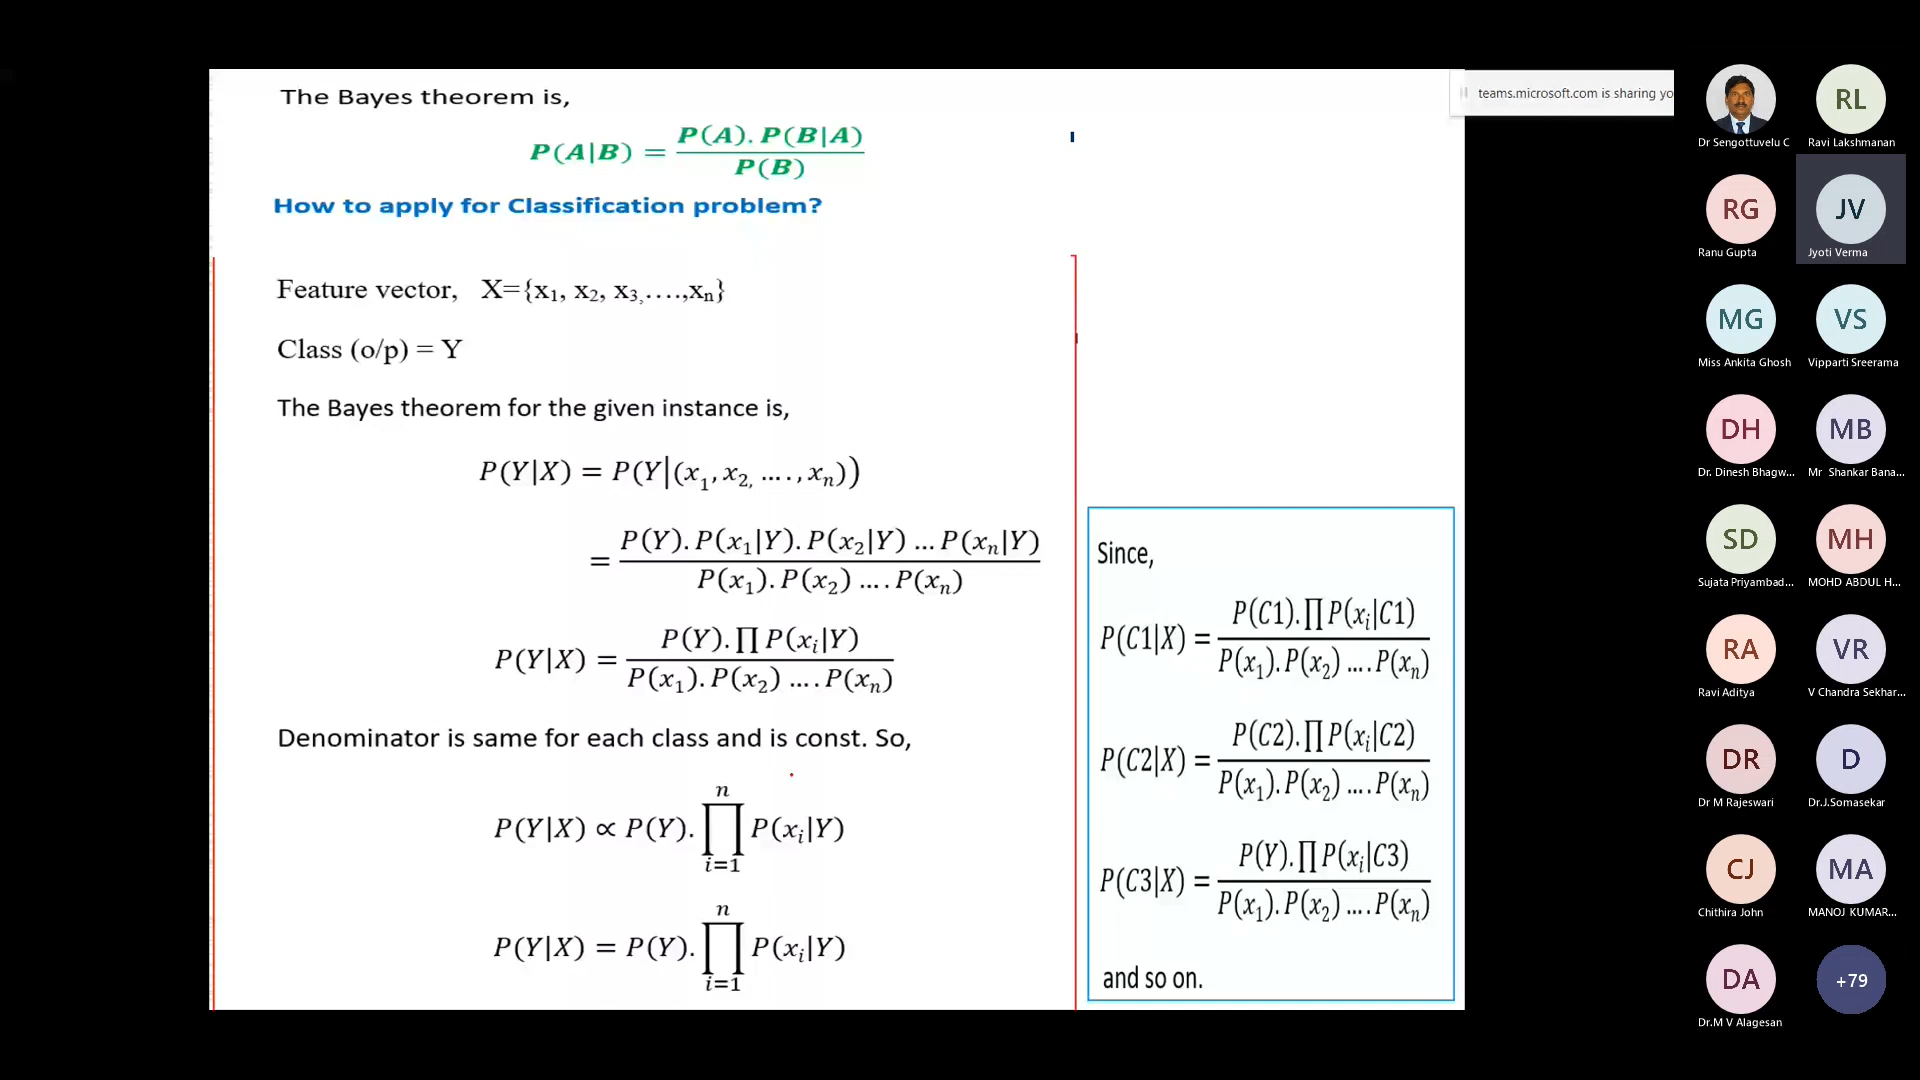 The Bayes theorem is,
P(A|B) = P(A). P(B|A) / P(B)
How to apply for Classification problem?
Feature vector, X={x₁, x₂, x₃,....,xₙ}
Class (o/p) = Y
The Bayes theorem for the given instance is,
P(Y|X) = P(Y|(x₁, x₂, ...., xₙ))
= P(Y). P(x₁|Y). P(x₂|Y) ... P(xₙ|Y) / P(x₁). P(x₂) .... P(xₙ)
P(Y|X) = P(Y). ∏ P(xᵢ|Y) / P(x₁). P(x₂) .... P(xₙ)
Denominator is same for each class and is const. So,
P(Y|X) ∝ P(Y). ∏ᵢ₌₁ⁿ P(xᵢ|Y)
P(Y|X) = P(Y). ∏ᵢ₌₁ⁿ P(xᵢ|Y)
Since,
P(C1|X) = P(C1). ∏ P(xᵢ|C1) / P(x₁). P(x₂) .... P(xₙ)
P(C2|X) = P(C2). ∏ P(xᵢ|C2) / P(x₁). P(x₂) .... P(xₙ)
P(C3|X) = P(Y). ∏ P(xᵢ|C3) / P(x₁). P(x₂) .... P(xₙ)
and so on.
teams.microsoft.com is sharing yo
Dr Sengottuvelu C
RL
Ravi Lakshmanan
RG
Ranu Gupta
JV
Jyoti Verma
MG
Miss Ankita Ghosh
VS
Vipparti Sreerama
DH
Dr. Dinesh Bhagw...
MB
Mr Shankar Bana...
SD
Sujata Priyambad...
MH
MOHD ABDUL H...
RA
Ravi Aditya
VR
V Chandra Sekhar...
DR
Dr M Rajeswari
D
Dr.J.Somasekar
CJ
Chithira John
MA
MANOJ KUMAR...
DA
Dr.M V Alagesan
+79